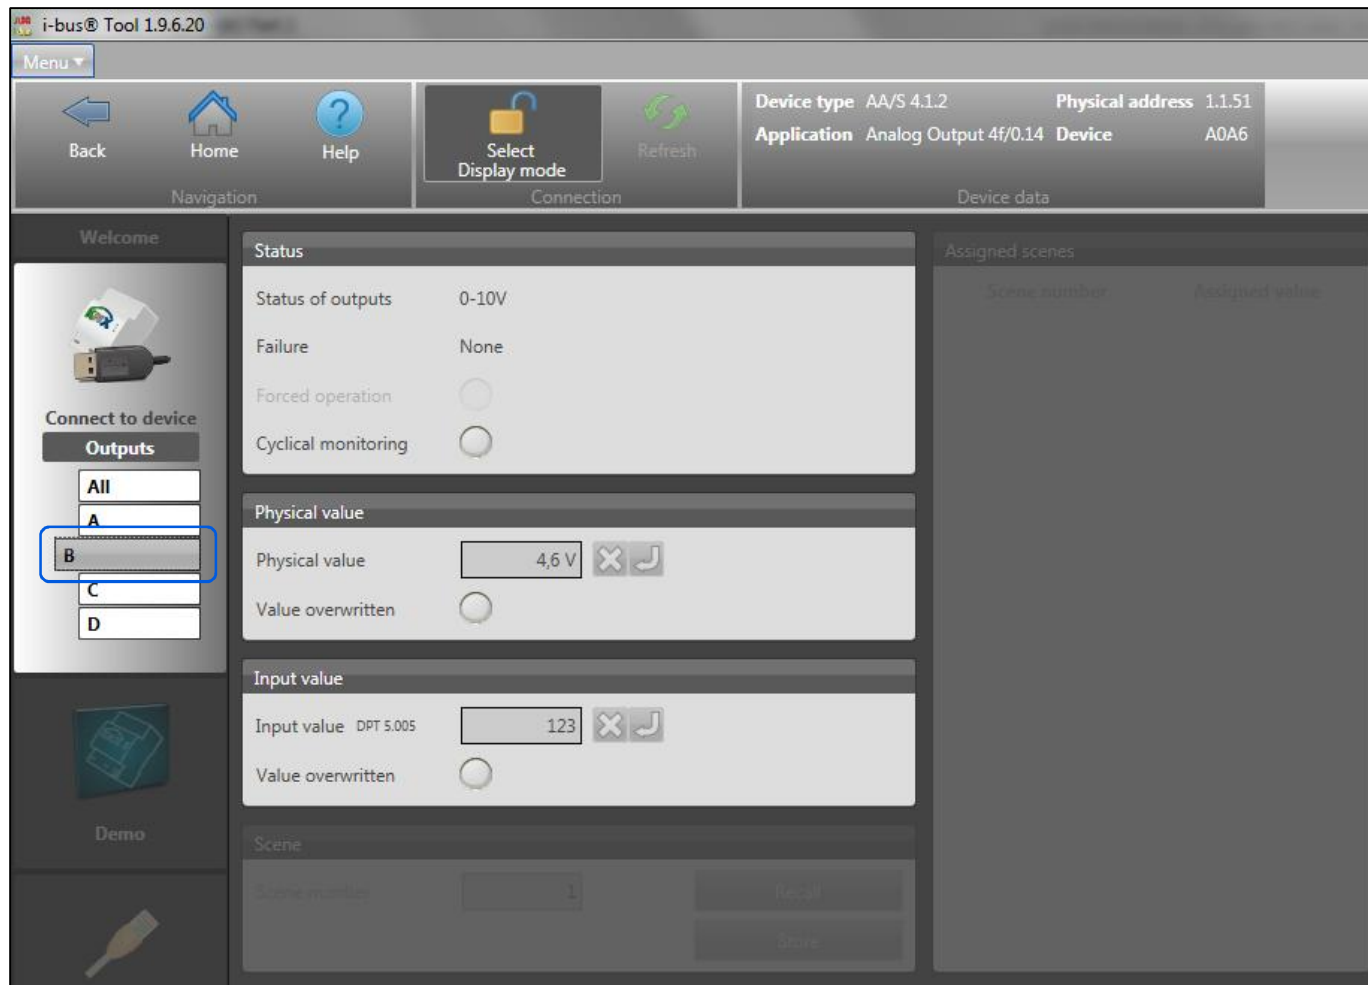 i-bus® Tool 1.9.6.20
Menu
Back
Home
Help
Navigation
Select
Display mode
Refresh
Connection
Device type AA/S 4.1.2 Physical address 1.1.51
Application Analog Output 4f/0.14 Device A0A6
Device data
Welcome
Connect to device
Outputs
All
A
B
C
D
Demo
Status
Status of outputs 0-10V
Failure None
Forced operation
Cyclical monitoring
Physical value
Physical value 4,6 V
Value overwritten
Input value
Input value DPT 5.005 123
Value overwritten
Scene
Scene number 1 Recall
Store
Assigned scenes
Scene number Assigned value